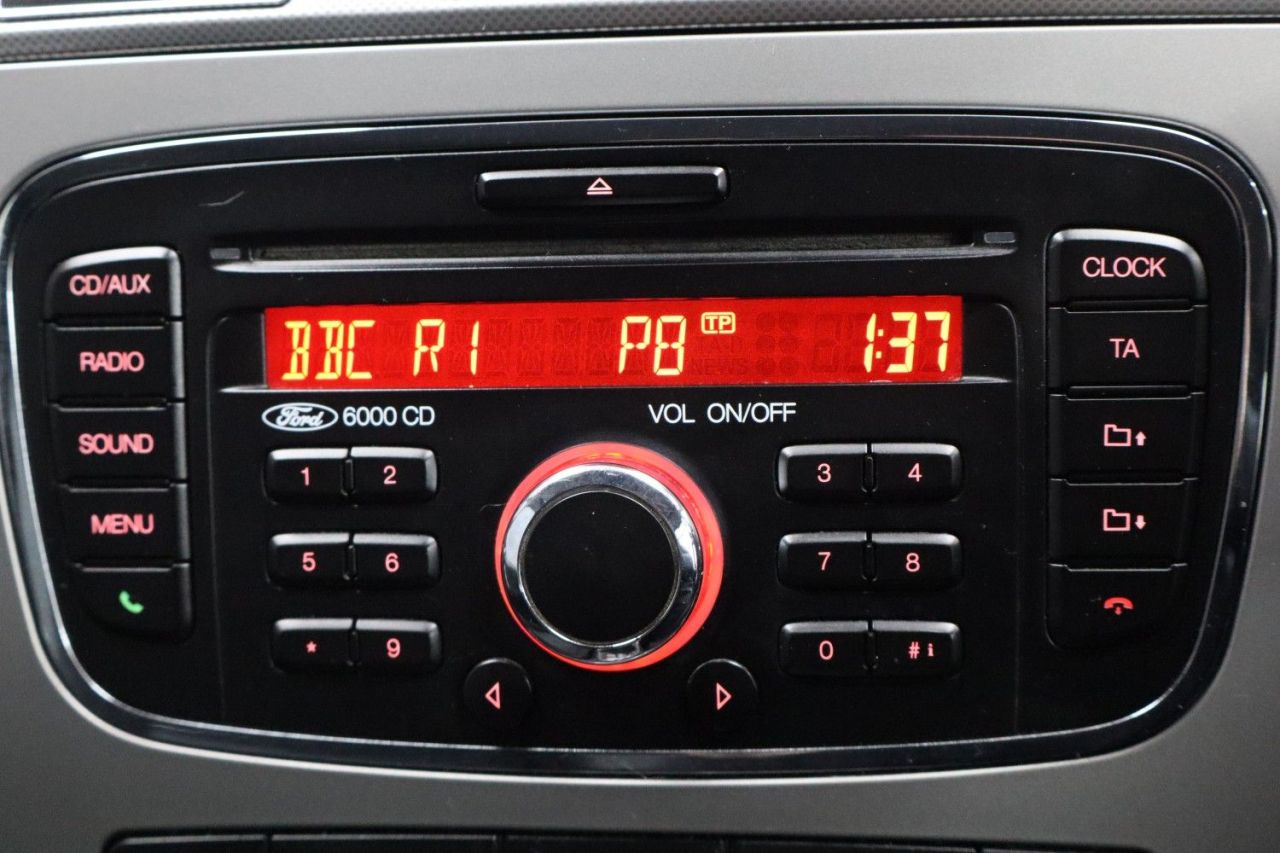 CD/AUX
RADIO
SOUND
MENU
BBC R1 P8 TP 1:37
NEWS
Ford 6000 CD
VOL ON/OFF
1 2
3 4
5 6
7 8
* 9
0 # i
CLOCK
TA